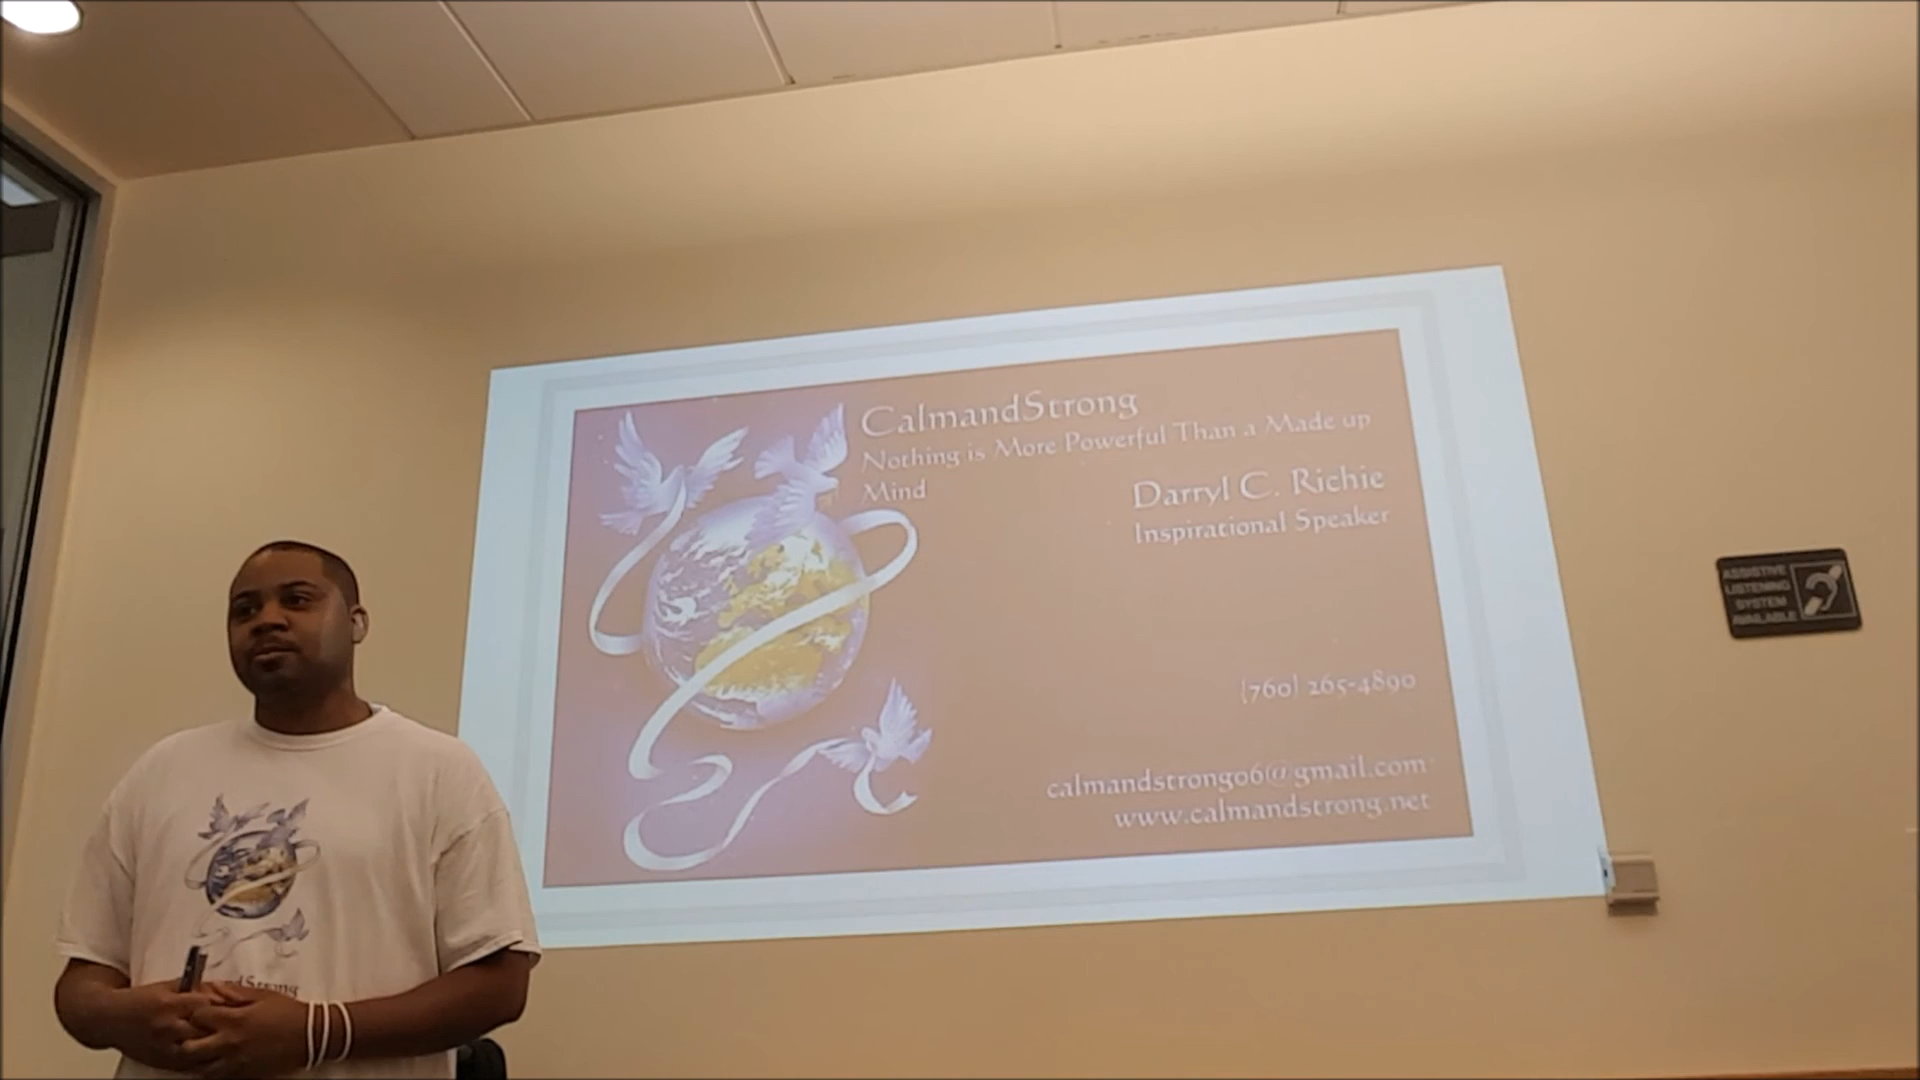 CalmandStrong
Nothing is More Powerful Than a Made up
Mind
Darryl C. Richie
Inspirational Speaker
(760) 265-4890
calmandstrong06@gmail.com
www.calmandstrong.net
ASSISTIVE
LISTENING
SYSTEM
AVAILABLE
ndStrong